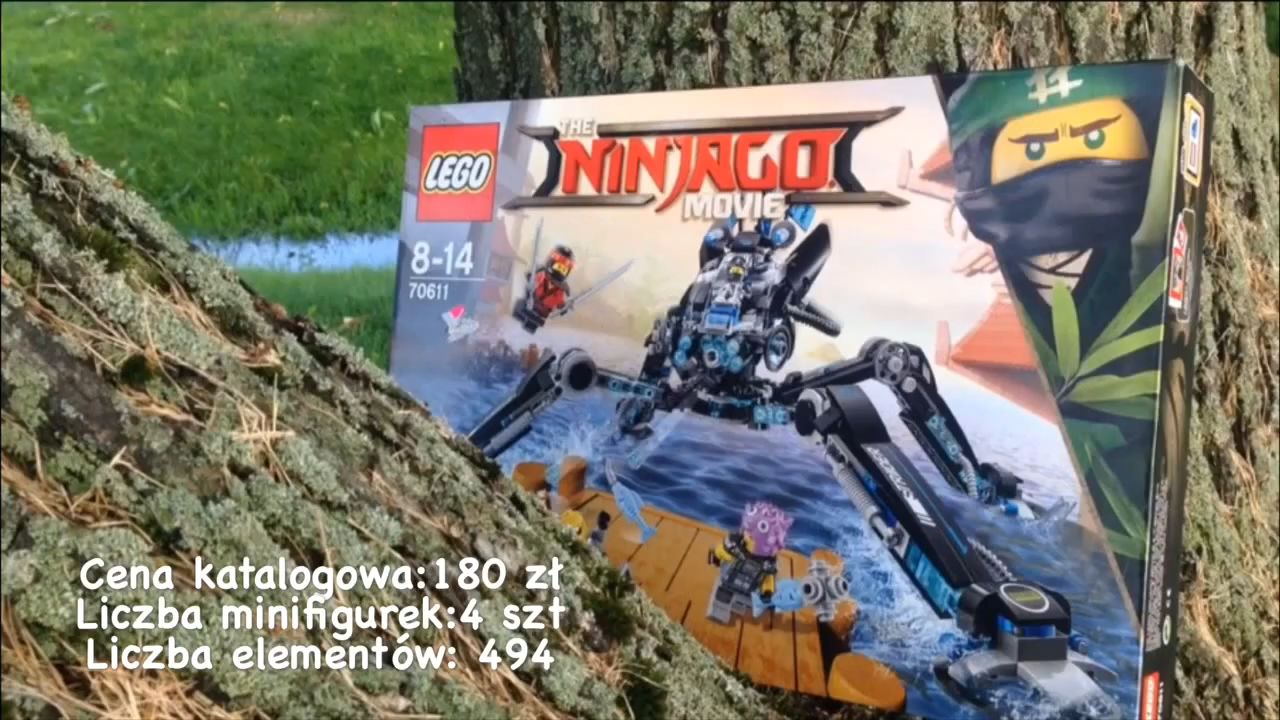 LEGO
THE
NINJAGO
MOVIE
8-14
70611
Cena katalogowa:180 zł
Liczba minifigurek:4 szt
Liczba elementów: 494